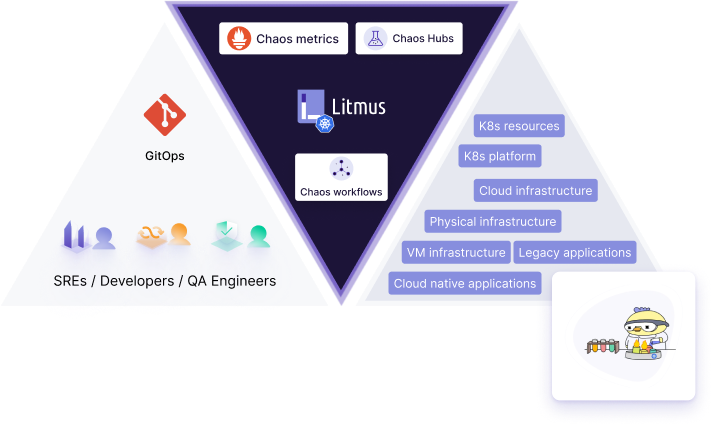 Chaos metrics
Chaos Hubs
Litmus
Chaos workflows
GitOps
SREs / Developers / QA Engineers
K8s resources
K8s platform
Cloud infrastructure
Physical infrastructure
VM infrastructure
Legacy applications
Cloud native applications